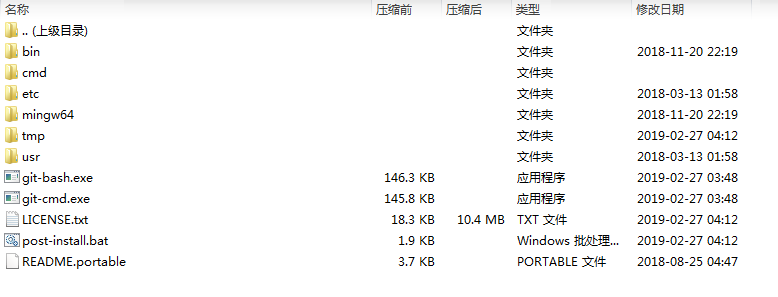 名称 压缩前 压缩后 类型 修改日期
.. (上级目录) 文件夹
bin 文件夹 2018-11-20 22:19
cmd 文件夹
etc 文件夹 2018-03-13 01:58
mingw64 文件夹 2018-11-20 22:19
tmp 文件夹 2019-02-27 04:12
usr 文件夹 2018-03-13 01:58
git-bash.exe 146.3 KB 应用程序 2019-02-27 03:48
git-cmd.exe 145.8 KB 应用程序 2019-02-27 03:48
LICENSE.txt 18.3 KB 10.4 MB TXT 文件 2019-02-27 04:12
post-install.bat 1.9 KB Windows 批处理... 2019-02-27 04:12
README.portable 3.7 KB PORTABLE 文件 2018-08-25 04:47